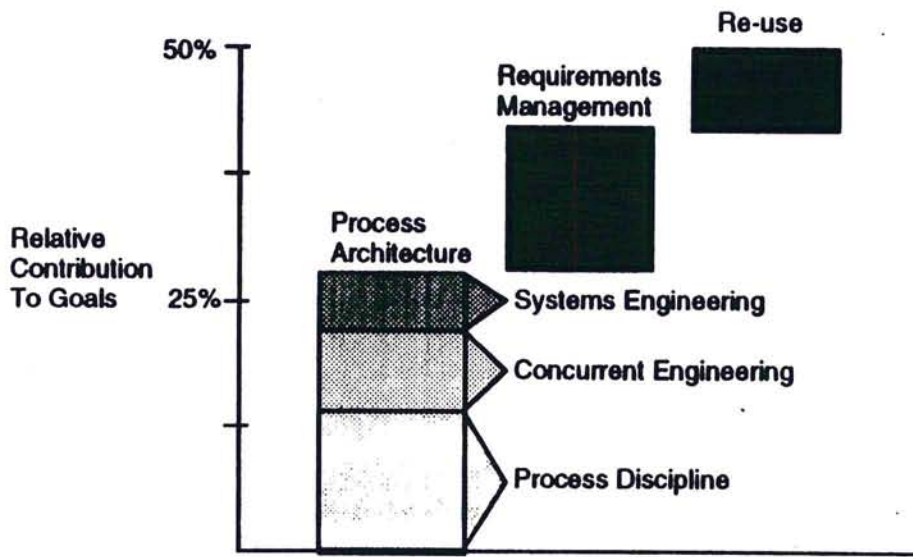 Re-use
50%
Requirements
Management
Process
Architecture
Relative
Contribution
To Goals
25%
Systems Engineering
Concurrent Engineering
Process Discipline